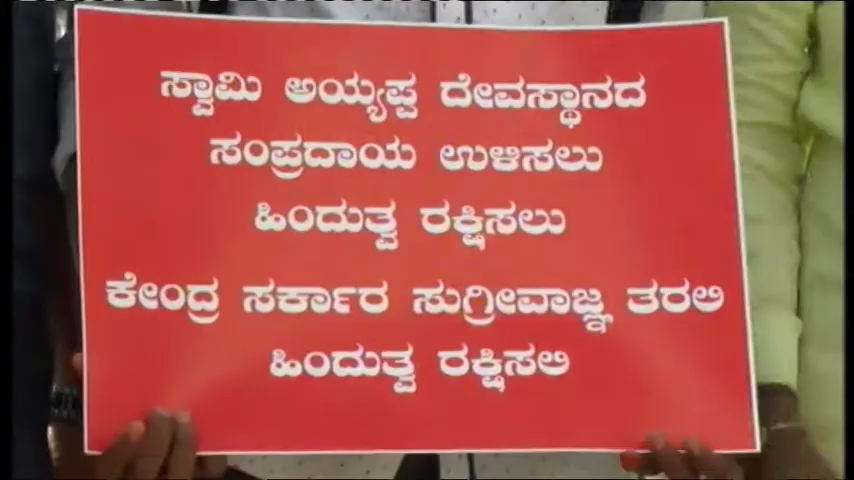 ಸ್ವಾಮಿ ಅಯ್ಯಪ್ಪ ದೇವಸ್ಥಾನದ
ಸಂಪ್ರದಾಯ ಉಳಿಸಲು
ಹಿಂದುತ್ವ ರಕ್ಷಿಸಲು
ಕೇಂದ್ರ ಸರ್ಕಾರ ಸುಗ್ರೀವಾಜ್ಞ ತರಲಿ
ಹಿಂದುತ್ವ ರಕ್ಷಿಸಲಿ